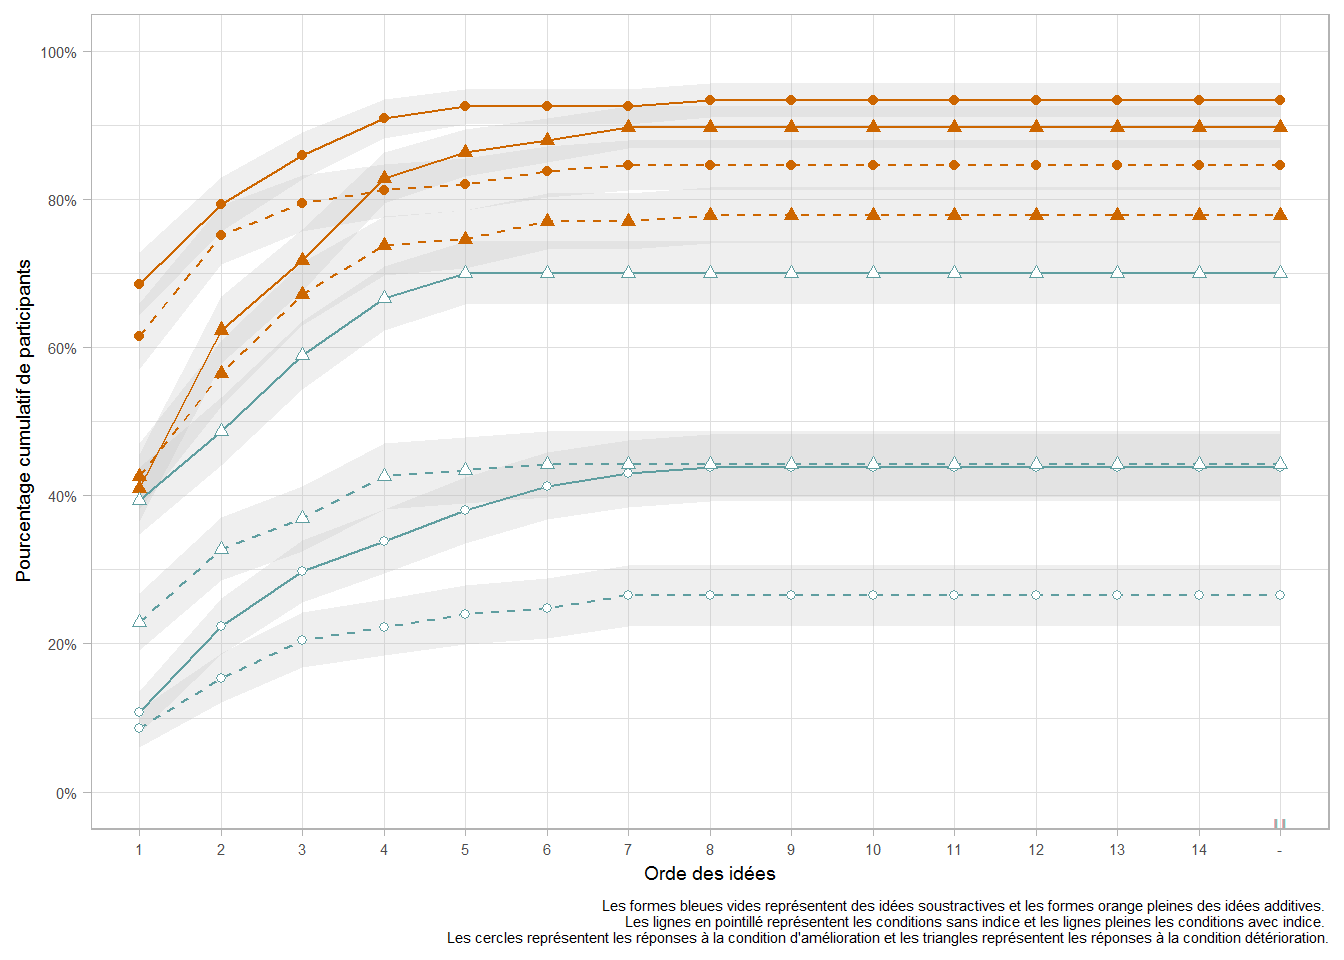 100%
80%
60%
40%
20%
0%
Pourcentage cumulatif de participants
1 2 3 4 5 6 7 8 9 10 11 12 13 14 -
Orde des idées
Les formes bleues vides représentent des idées soustractives et les formes orange pleines des idées additives.
Les lignes en pointillé représentent les conditions sans indice et les lignes pleines les conditions avec indice.
Les cercles représentent les réponses à la condition d'amélioration et les triangles représentent les réponses à la condition détérioration.